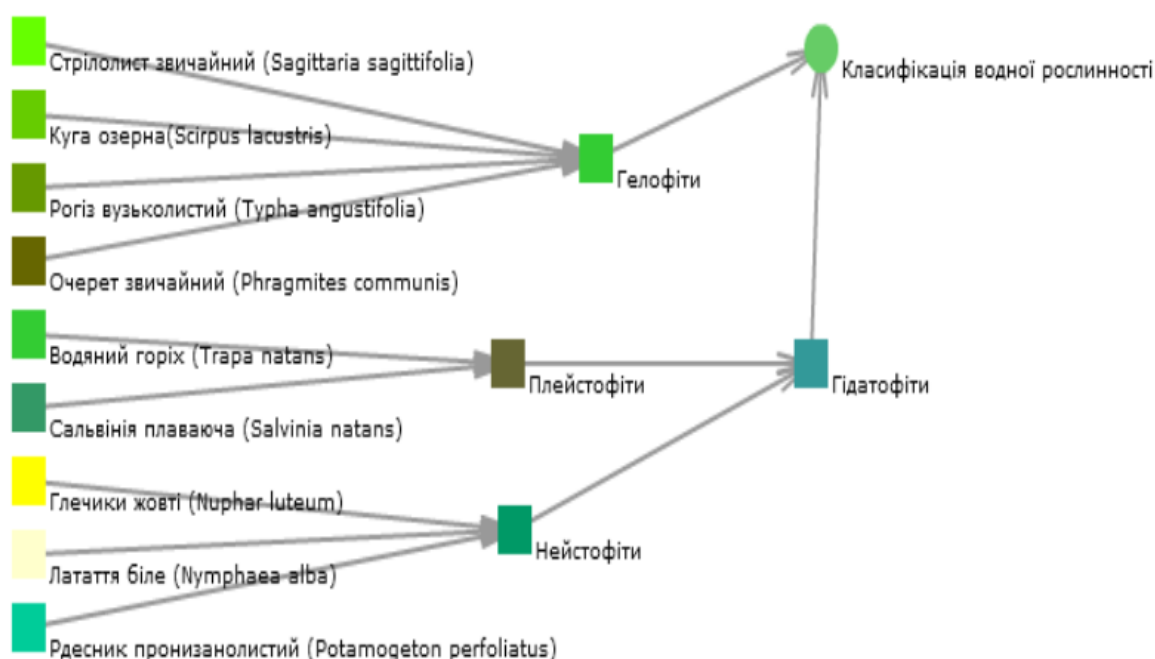 Стрілолист звичайний (Sagittaria sagittifolia)
Класифікація водної рослинності
Куга озерна(Scirpus lacustris)
Гелофіти
Рогіз вузьколистий (Typha angustifolia)
Очерет звичайний (Phragmites communis)
Водяний горіх (Trapa natans)
Плейстофіти
Гідатофіти
Сальвінія плаваюча (Salvinia natans)
Глечики жовті (Nuphar luteum)
Нейстофіти
Латаття біле (Nymphaea alba)
Рдесник пронизанолистий (Potamogeton perfoliatus)